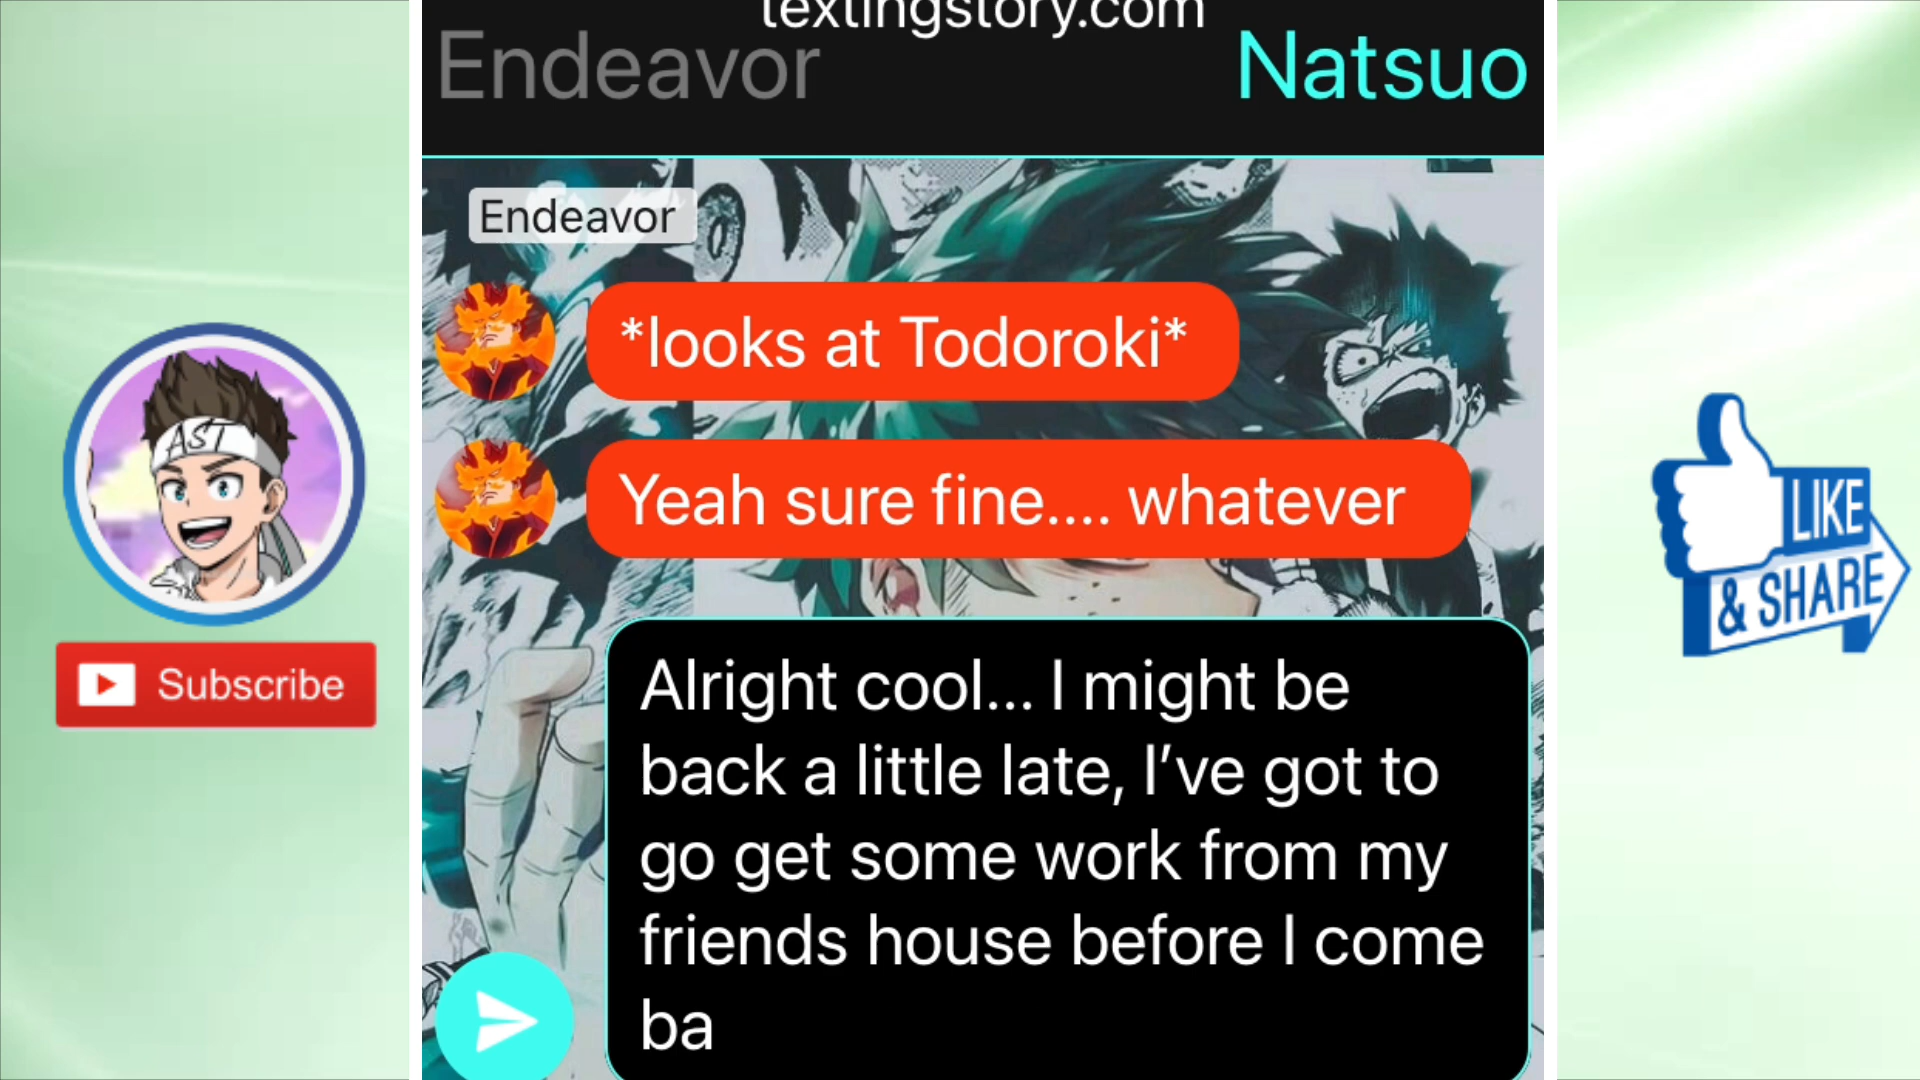 textingstory.com
Endeavor
Natsuo
Endeavor
*looks at Todoroki*
Yeah sure fine.... whatever
Alright cool... I might be
back a little late, I’ve got to
go get some work from my
friends house before I come
ba
AST
Subscribe
LIKE
& SHARE